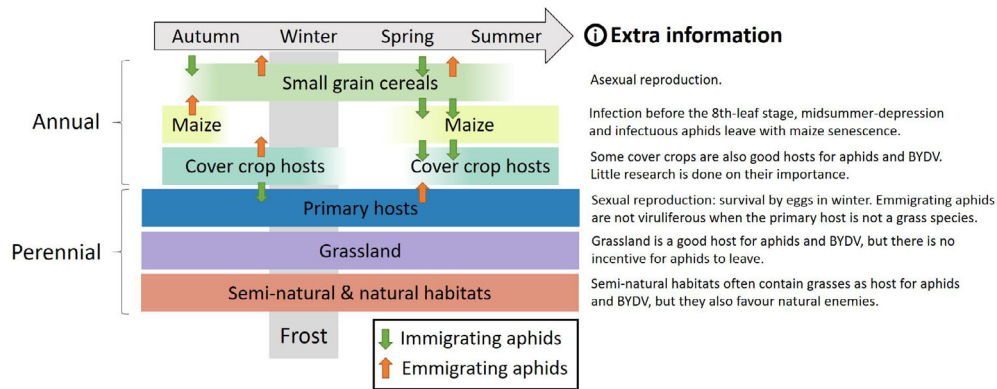 Autumn Winter Spring Summer
ⓘ Extra information
Small grain cereals
Asexual reproduction.
Annual
Maize
Maize
Infection before the 8th-leaf stage, midsummer-depression
and infectuous aphids leave with maize senescence.
Cover crop hosts
Cover crop hosts
Some cover crops are also good hosts for aphids and BYDV.
Little research is done on their importance.
Primary hosts
Sexual reproduction: survival by eggs in winter. Emmigrating aphids
are not viruliferous when the primary host is not a grass species.
Perennial
Grassland
Grassland is a good host for aphids and BYDV, but there is no
incentive for aphids to leave.
Semi-natural & natural habitats
Semi-natural habitats often contain grasses as host for aphids
and BYDV, but they also favour natural enemies.
Frost
Immigrating aphids
Emmigrating aphids